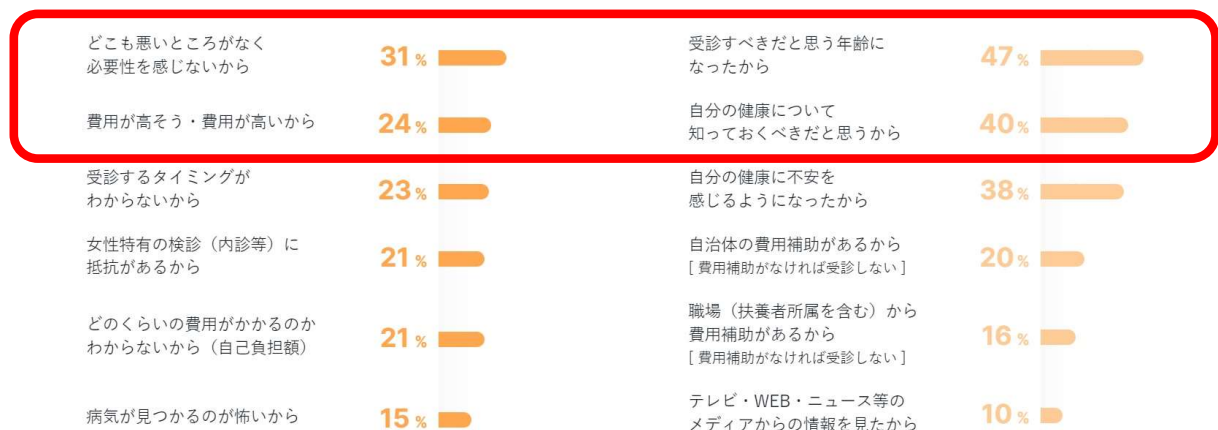 どこも悪いところがなく
必要性を感じないから
31%
費用が高そう・費用が高いから
24%
受診するタイミングが
わからないから
23%
女性特有の検診（内診等）に
抵抗があるから
21%
どのくらいの費用がかかるのか
わからないから（自己負担額）
21%
病気が見つかるのが怖いから
15%
受診すべきだと思う年齢に
なったから
47%
自分の健康について
知っておくべきだと思うから
40%
自分の健康に不安を
感じるようになったから
38%
自治体の費用補助があるから
[ 費用補助がなければ受診しない ]
20%
職場（扶養者所属を含む）から
費用補助があるから
[ 費用補助がなければ受診しない ]
16%
テレビ・WEB・ニュース等の
メディアからの情報を見たから
10%